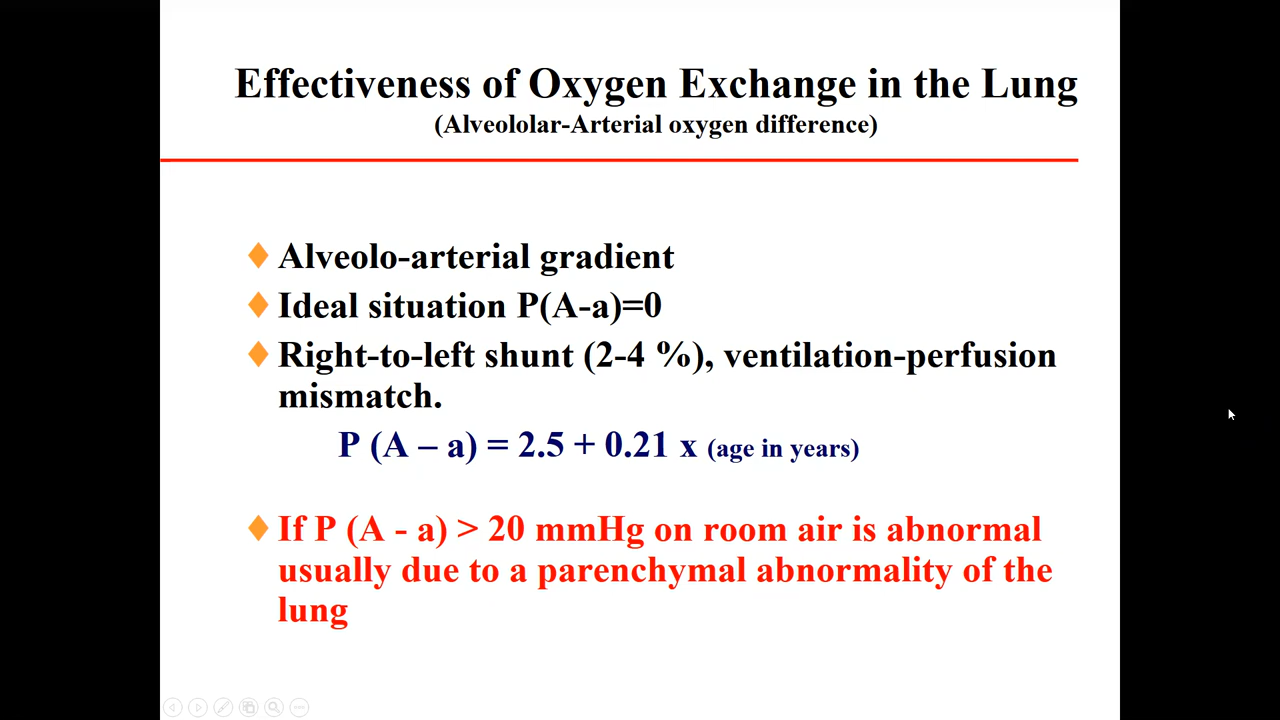 Effectiveness of Oxygen Exchange in the Lung
(Alveololar-Arterial oxygen difference)
Alveolo-arterial gradient
Ideal situation P(A-a)=0
Right-to-left shunt (2-4 %), ventilation-perfusion
mismatch.
P (A – a) = 2.5 + 0.21 x (age in years)
If P (A - a) > 20 mmHg on room air is abnormal
usually due to a parenchymal abnormality of the
lung